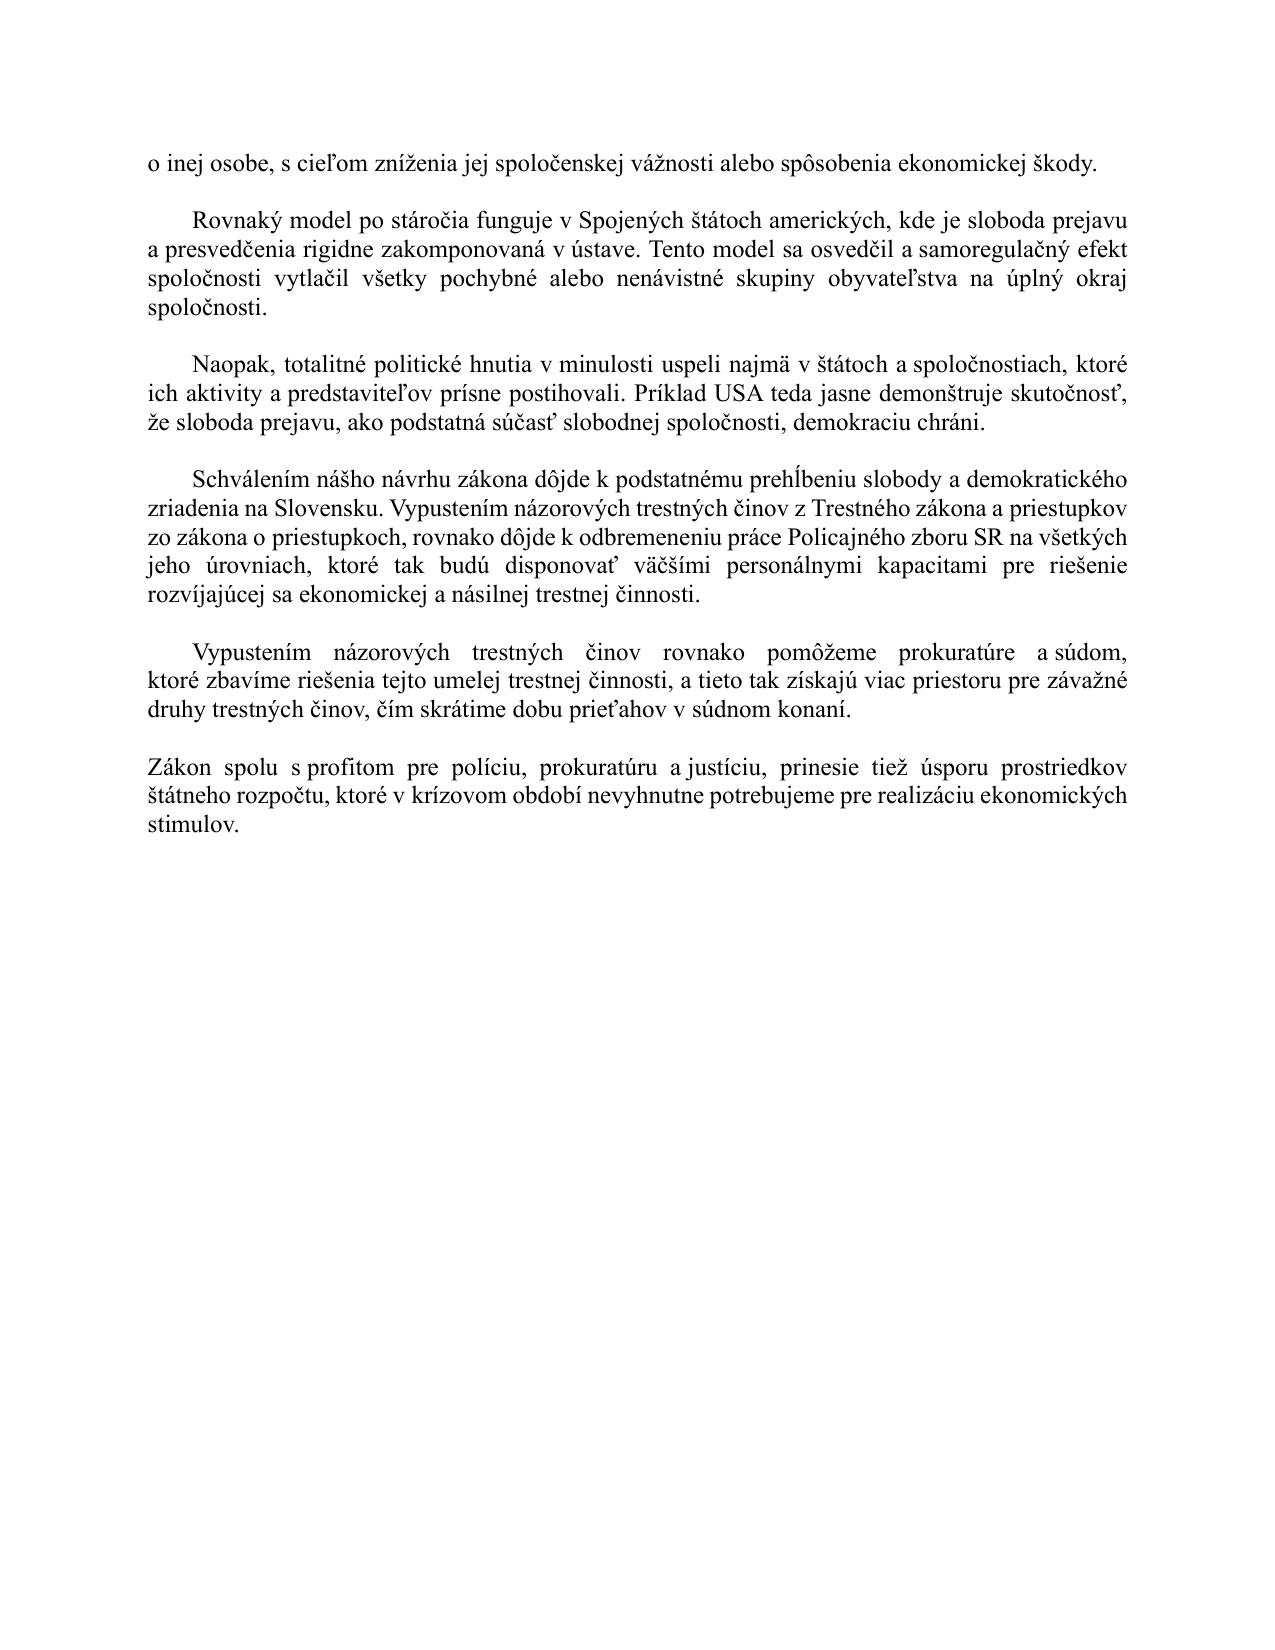 o inej osobe, s cieľom zníženia jej spoločenskej vážnosti alebo spôsobenia ekonomickej škody.
Rovnaký model po stáročia funguje v Spojených štátoch amerických, kde je sloboda prejavu
a presvedčenia rigidne zakomponovaná v ústave. Tento model sa osvedčil a samoregulačný efekt
spoločnosti vytlačil všetky pochybné alebo nenávistné skupiny obyvateľstva na úplný okraj
spoločnosti.
Naopak, totalitné politické hnutia v minulosti uspeli najmä v štátoch a spoločnostiach, ktoré
ich aktivity a predstaviteľov prísne postihovali. Príklad USA teda jasne demonštruje skutočnosť,
že sloboda prejavu, ako podstatná súčasť slobodnej spoločnosti, demokraciu chráni.
Schválením nášho návrhu zákona dôjde k podstatnému prehĺbeniu slobody a demokratického
zriadenia na Slovensku. Vypustením názorových trestných činov z Trestného zákona a priestupkov
zo zákona o priestupkoch, rovnako dôjde k odbremeneniu práce Policajného zboru SR na všetkých
jeho úrovniach, ktoré tak budú disponovať väčšími personálnymi kapacitami pre riešenie
rozvíjajúcej sa ekonomickej a násilnej trestnej činnosti.
Vypustením názorových trestných činov rovnako pomôžeme prokuratúre a súdom,
ktoré zbavíme riešenia tejto umelej trestnej činnosti, a tieto tak získajú viac priestoru pre závažné
druhy trestných činov, čím skrátime dobu prieťahov v súdnom konaní.
Zákon spolu s profitom pre políciu, prokuratúru a justíciu, prinesie tiež úsporu prostriedkov
štátneho rozpočtu, ktoré v krízovom období nevyhnutne potrebujeme pre realizáciu ekonomických
stimulov.